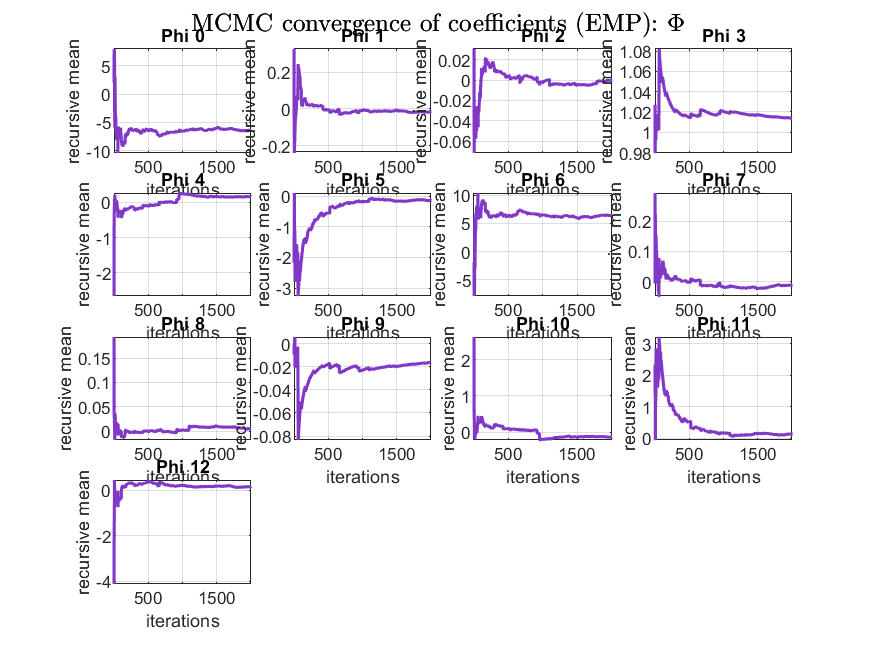 MCMC convergence of coefficients (EMP): Φ
Phi 0
Phi 1
Phi 2
Phi 3
recursive mean
5
0
-5
-10
500
1500
iterations
recursive mean
0.2
0
-0.2
500
1500
iterations
recursive mean
0.02
0
-0.02
-0.04
-0.06
500
1500
iterations
recursive mean
1.08
1.06
1.04
1.02
1
0.98
500
1500
iterations
Phi 4
Phi 5
Phi 6
Phi 7
recursive mean
0
-1
-2
500
1500
iterations
recursive mean
0
-1
-2
-3
500
1500
iterations
recursive mean
10
5
0
-5
500
1500
iterations
recursive mean
0.2
0.1
0
500
1500
iterations
Phi 8
Phi 9
Phi 10
Phi 11
recursive mean
0.15
0.1
0.05
0
500
1500
iterations
recursive mean
0
-0.02
-0.04
-0.06
-0.08
500
1500
iterations
recursive mean
2
1
0
500
1500
iterations
recursive mean
3
2
1
0
500
1500
iterations
Phi 12
recursive mean
0
-2
-4
500
1500
iterations